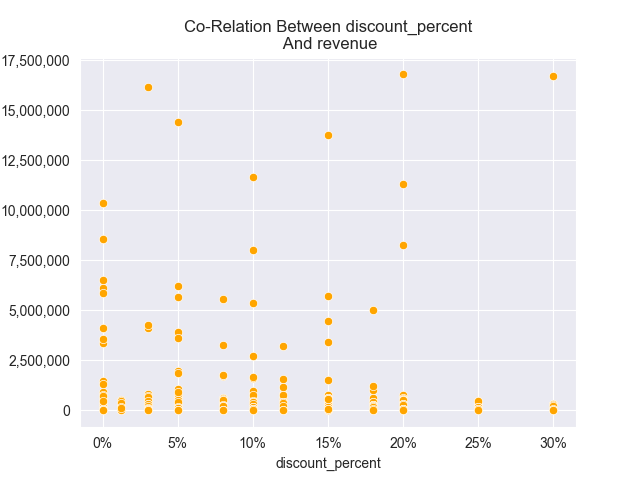 Co-Relation Between discount_percent
And revenue
17,500,000
15,000,000
12,500,000
10,000,000
7,500,000
5,000,000
2,500,000
0
0% 5% 10% 15% 20% 25% 30%
discount_percent